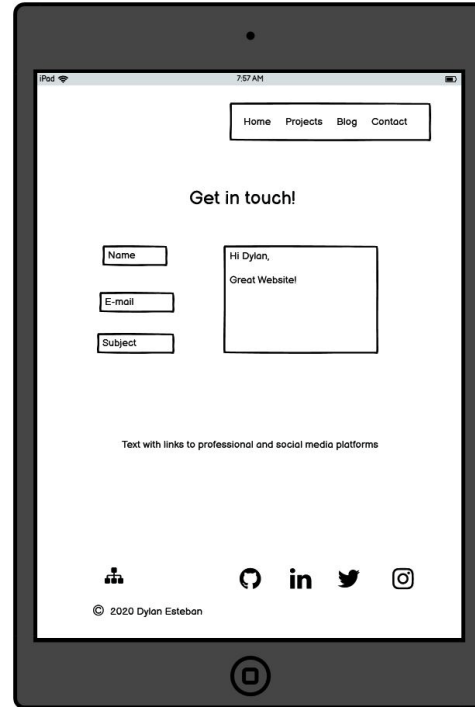 iPod 7:57 AM
Home Projects Blog Contact
Get in touch!
Name
E-mail
Subject
Hi Dylan,
Great Website!
Text with links to professional and social media platforms
in
© 2020 Dylan Esteban